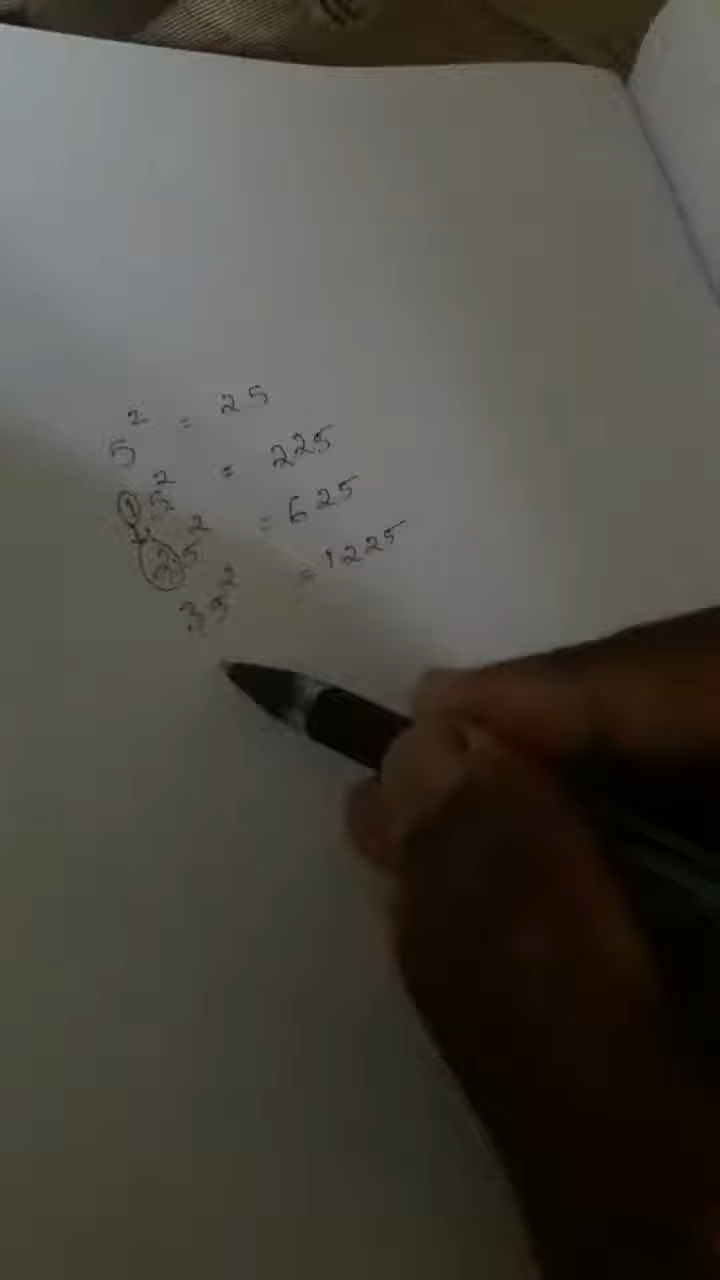 5² = 25
15² = 225
25² = 625
35² = 1225